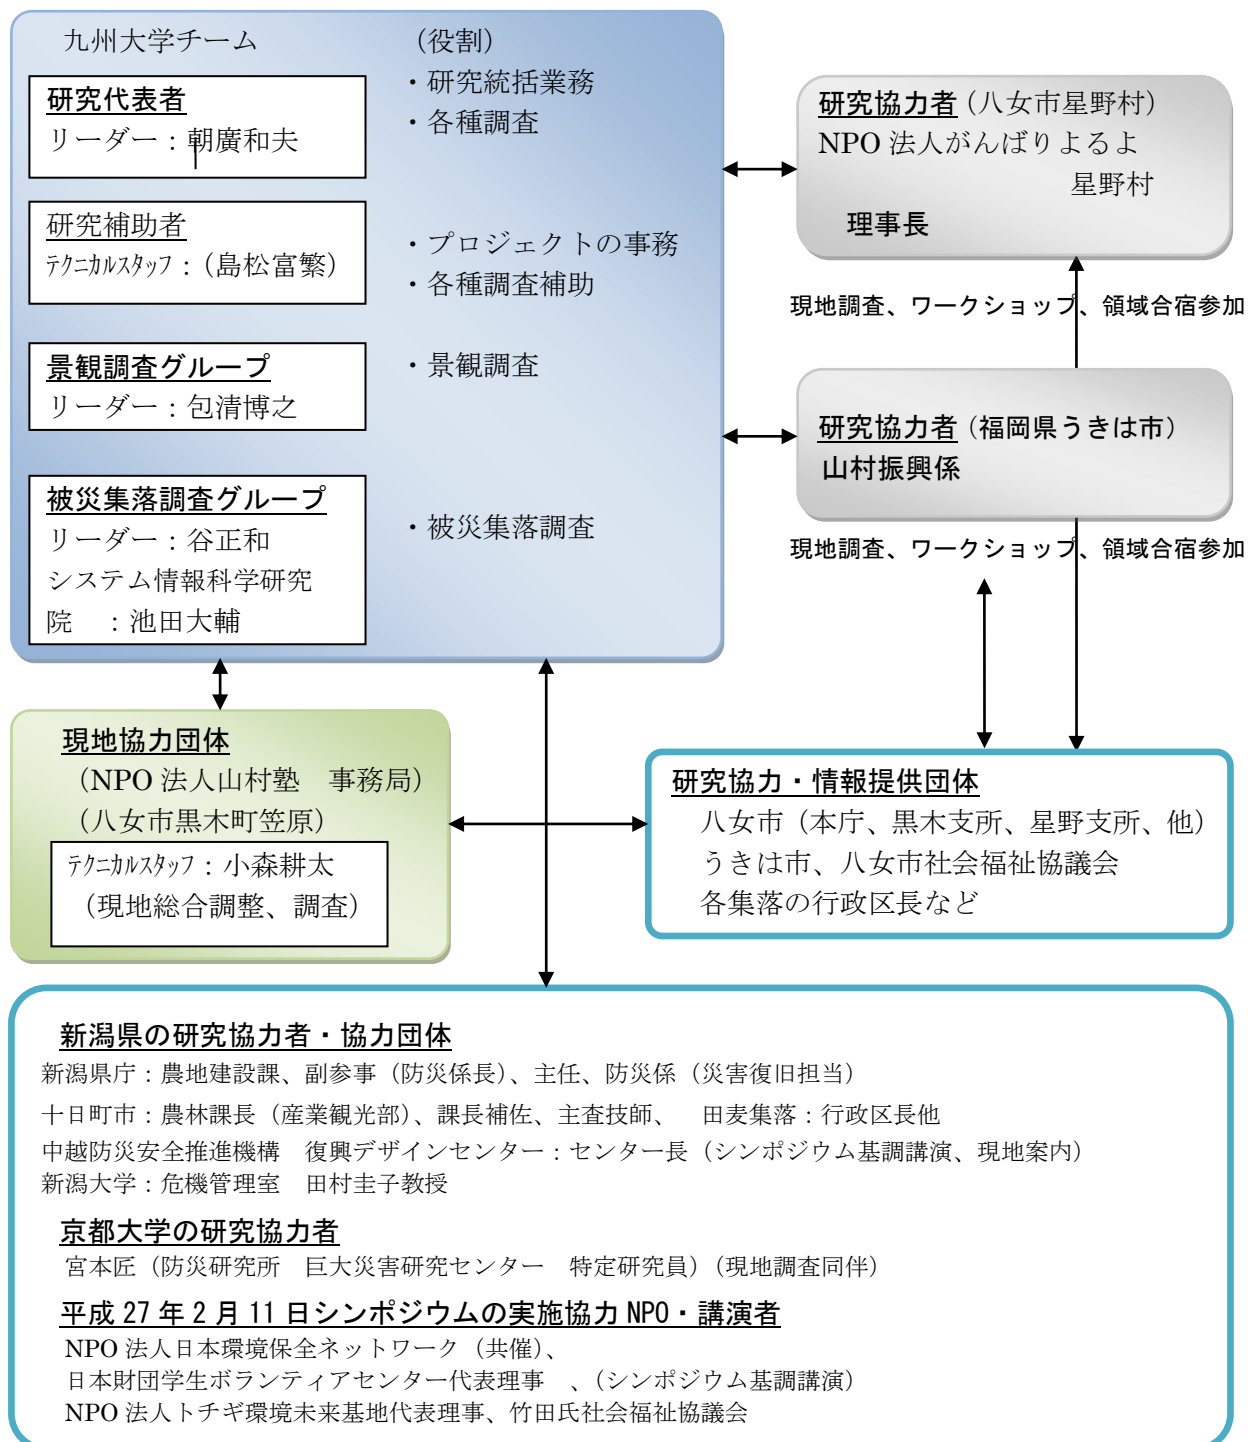 九州大学チーム
(役割)
研究代表者
リーダー：朝廣和夫
・研究統括業務
・各種調査
研究補助者
ﾃｸﾆｶﾙｽﾀｯﾌ：(島松富繁)
・プロジェクトの事務
・各種調査補助
景観調査グループ
リーダー：包清博之
・景観調査
被災集落調査グループ
リーダー：谷正和
システム情報科学研究
院　：池田大輔
・被災集落調査
研究協力者（八女市星野村）
NPO 法人がんばりよるよ
星野村
理事長
現地調査、ワークショップ、領域合宿参加
研究協力者（福岡県うきは市）
山村振興係
現地調査、ワークショップ、領域合宿参加
現地協力団体
（NPO 法人山村塾　事務局）
（八女市黒木町笠原）
ﾃｸﾆｶﾙｽﾀｯﾌ：小森耕太
（現地総合調整、調査）
研究協力・情報提供団体
八女市（本庁、黒木支所、星野支所、他）
うきは市、八女市社会福祉協議会
各集落の行政区長など
新潟県の研究協力者・協力団体
新潟県庁：農地建設課、副参事（防災係長）、主任、防災係（災害復旧担当）
十日町市：農林課長（産業観光部）、課長補佐、主査技師、　田麦集落：行政区長他
中越防災安全推進機構　復興デザインセンター：センター長（シンポジウム基調講演、現地案内）
新潟大学：危機管理室　田村圭子教授
京都大学の研究協力者
宮本匠（防災研究所　巨大災害研究センター　特定研究員）（現地調査同伴）
平成 27 年 2 月 11 日シンポジウムの実施協力 NPO・講演者
NPO 法人日本環境保全ネットワーク（共催）、
日本財団学生ボランティアセンター代表理事　、（シンポジウム基調講演）
NPO 法人トチギ環境未来基地代表理事、竹田氏社会福祉協議会